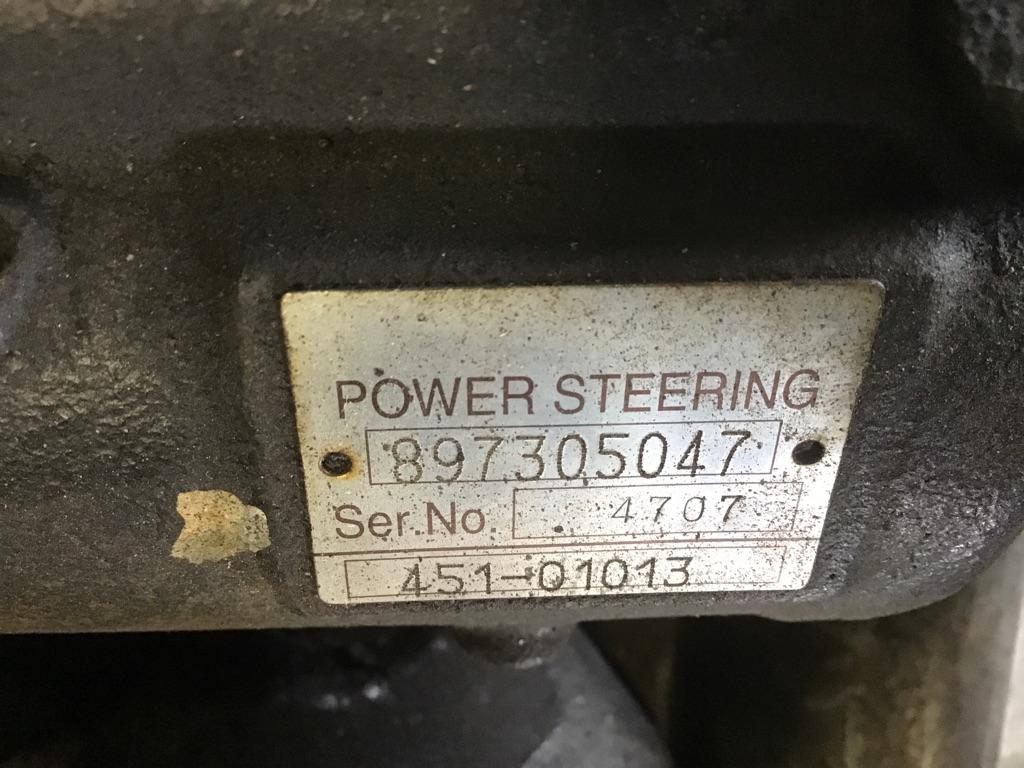 POWER STEERING
897305047
Ser.No. 4707
451-01013